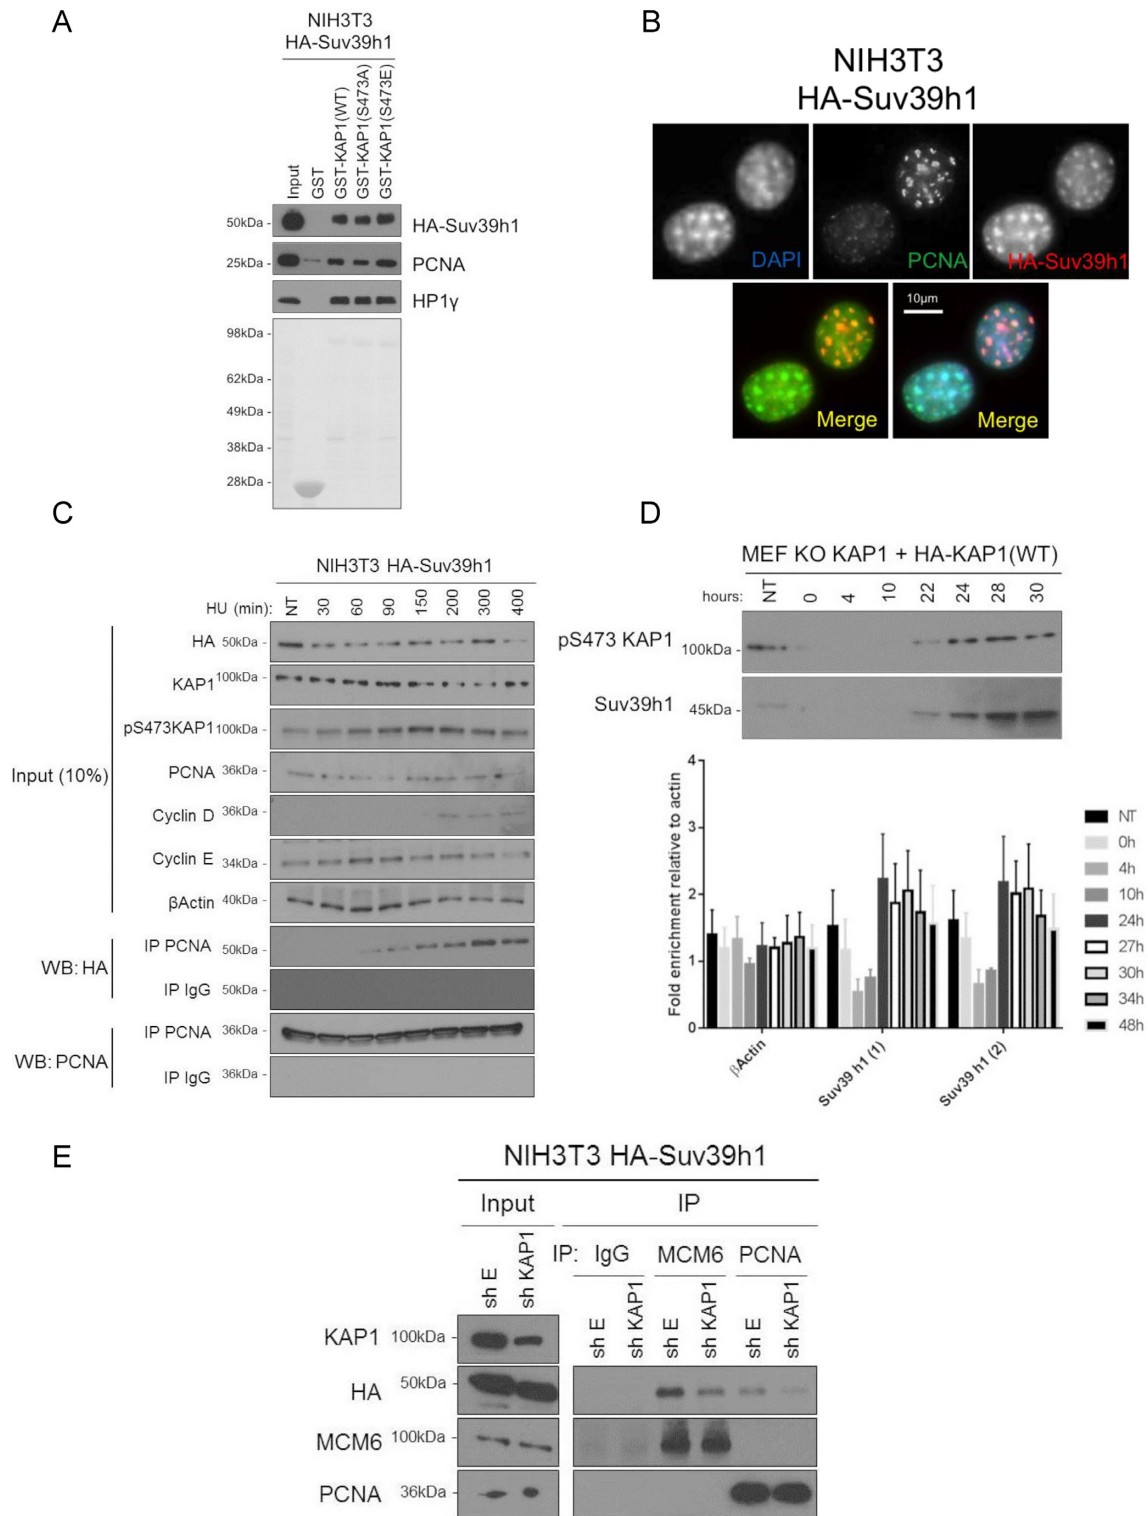 A
NIH3T3
HA-Suv39h1
Input
GST
GST-KAP1(WT)
GST-KAP1(S473A)
GST-KAP1(S473E)
50kDa -
HA-Suv39h1
25kDa -
PCNA
HP1γ
98kDa -
62kDa -
49kDa -
38kDa -
28kDa -
B
NIH3T3
HA-Suv39h1
DAPI
PCNA
HA-Suv39h1
Merge
10μm
Merge
C
NIH3T3 HA-Suv39h1
HU (min): NT 30 60 90 150 200 300 400
Input (10%)
HA 50kDa -
KAP1 100kDa -
pS473KAP1 100kDa -
PCNA 36kDa -
Cyclin D 36kDa -
Cyclin E 34kDa -
βActin 40kDa -
WB: HA
IP PCNA 50kDa -
IP IgG 50kDa -
WB: PCNA
IP PCNA 36kDa -
IP IgG 36kDa -
D
MEF KO KAP1 + HA-KAP1(WT)
hours: NT 0 4 10 22 24 28 30
pS473 KAP1 100kDa -
Suv39h1 45kDa -
Fold enrichment relative to actin
4
3
2
1
0
βActin
Suv39 h1 (1)
Suv39 h1 (2)
NT
0h
4h
10h
24h
27h
30h
34h
48h
E
NIH3T3 HA-Suv39h1
Input IP
IP: IgG MCM6 PCNA
sh E
sh KAP1
sh E
sh KAP1
sh E
sh KAP1
sh E
sh KAP1
KAP1 100kDa -
HA 50kDa -
MCM6 100kDa -
PCNA 36kDa -